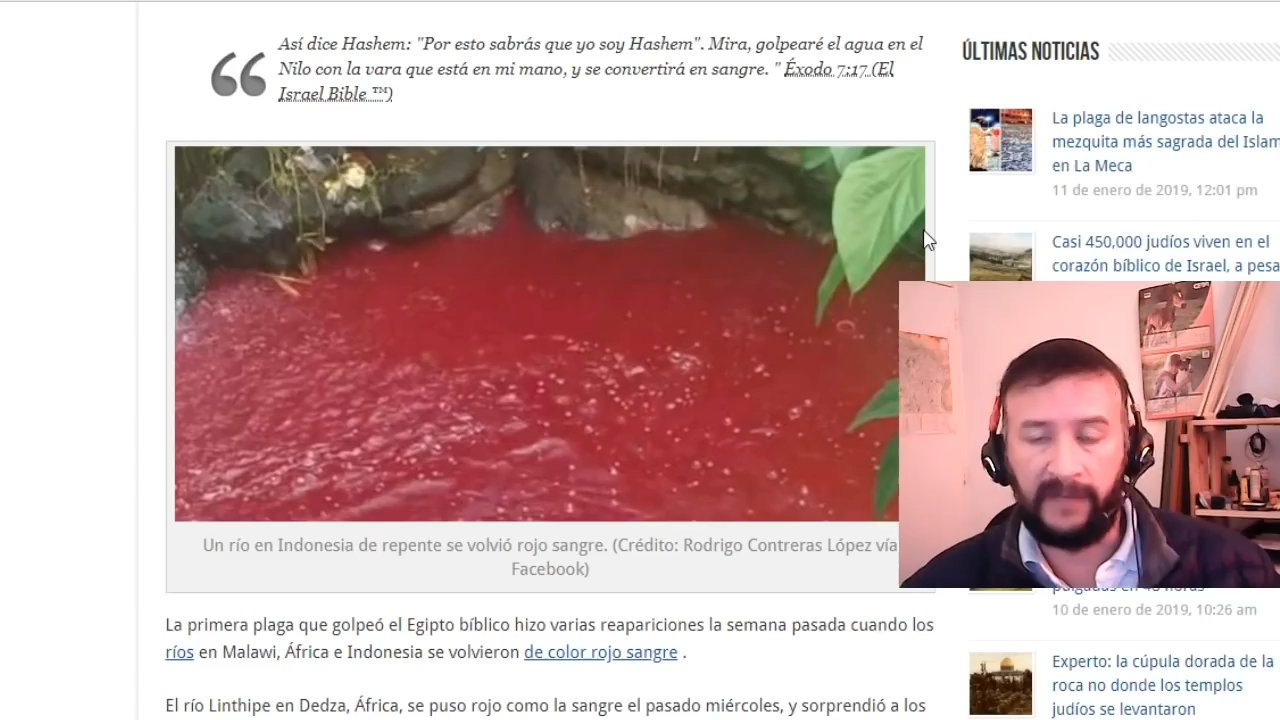 Así dice Hashem: "Por esto sabrás que yo soy Hashem". Mira, golpearé el agua en el
Nilo con la vara que está en mi mano, y se convertirá en sangre. " Éxodo 7:17 (El
Israel Bible ™)
Un río en Indonesia de repente se volvió rojo sangre. (Crédito: Rodrigo Contreras López vía
Facebook)
La primera plaga que golpeó el Egipto bíblico hizo varias reapariciones la semana pasada cuando los
ríos en Malawi, África e Indonesia se volvieron de color rojo sangre .
El río Linthipe en Dedza, África, se puso rojo como la sangre el pasado miércoles, y sorprendió a los
ÚLTIMAS NOTICIAS
La plaga de langostas ataca la
mezquita más sagrada del Islam
en La Meca
11 de enero de 2019, 12:01 pm
Casi 450,000 judíos viven en el
corazón bíblico de Israel, a pesa
10 de enero de 2019, 10:26 am
Experto: la cúpula dorada de la
roca no donde los templos
judíos se levantaron